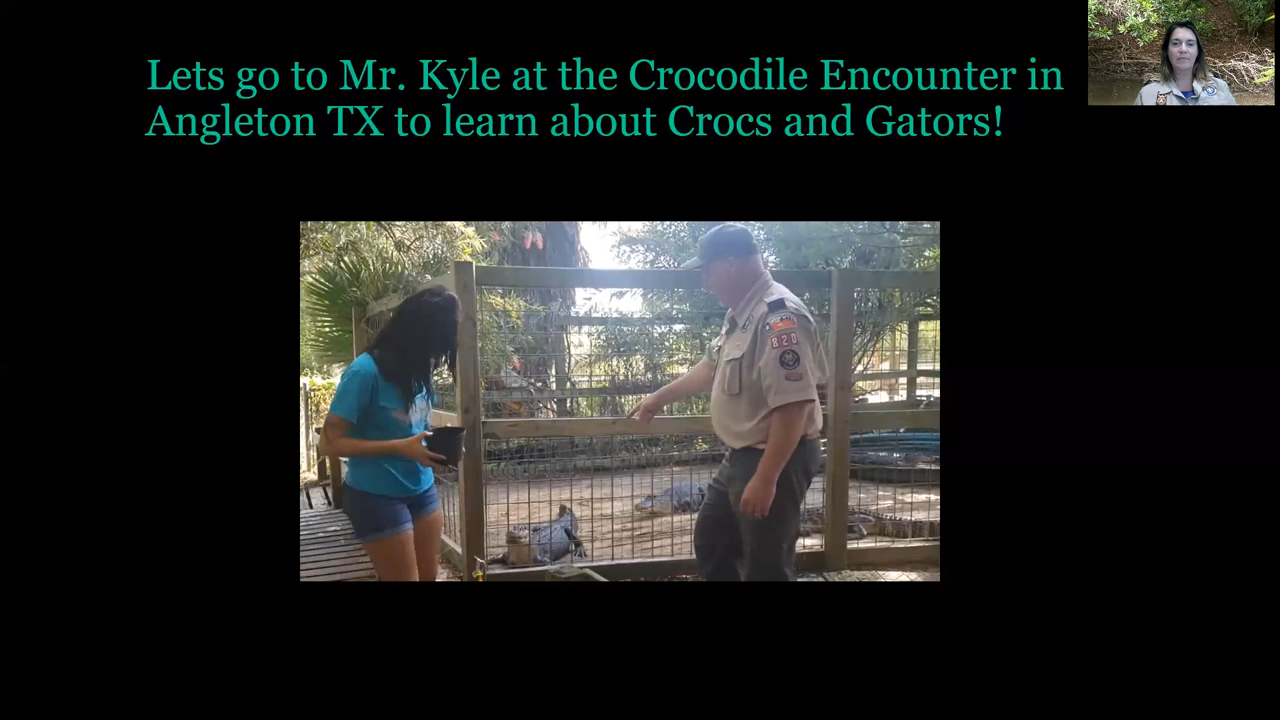 Lets go to Mr. Kyle at the Crocodile Encounter in
Angleton TX to learn about Crocs and Gators!
820